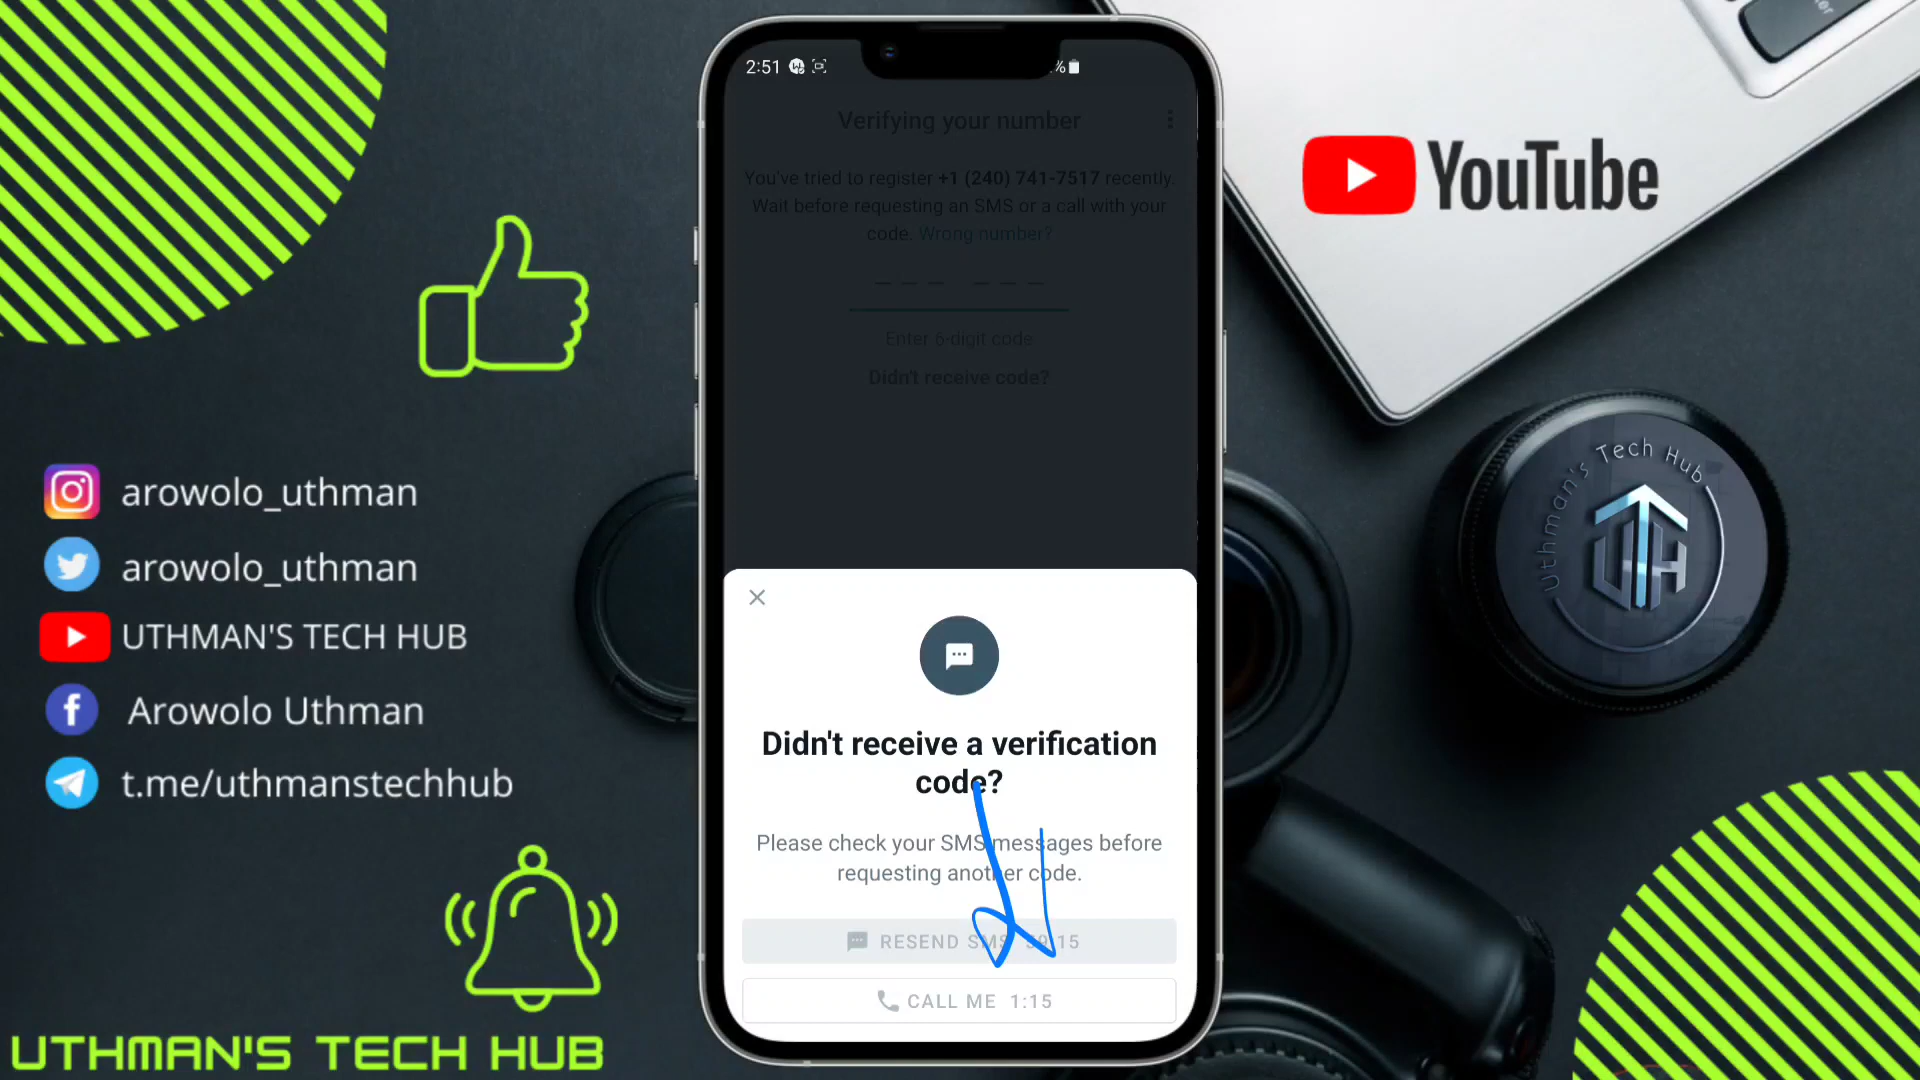 2:51
%
Verifying your number
You've tried to register +1 (240) 741-7517 recently.
Wait before requesting an SMS or a call with your
code. Wrong number?
Enter 6-digit code
Didn't receive code?
Didn't receive a verification
code?
Please check your SMS messages before
requesting another code.
RESEND SMS 59:15
CALL ME 1:15
arowolo_uthman
arowolo_uthman
UTHMAN'S TECH HUB
Arowolo Uthman
t.me/uthmanstechhub
UTHMAN'S TECH HUB
YouTube
Uthman's Tech Hub
UTH